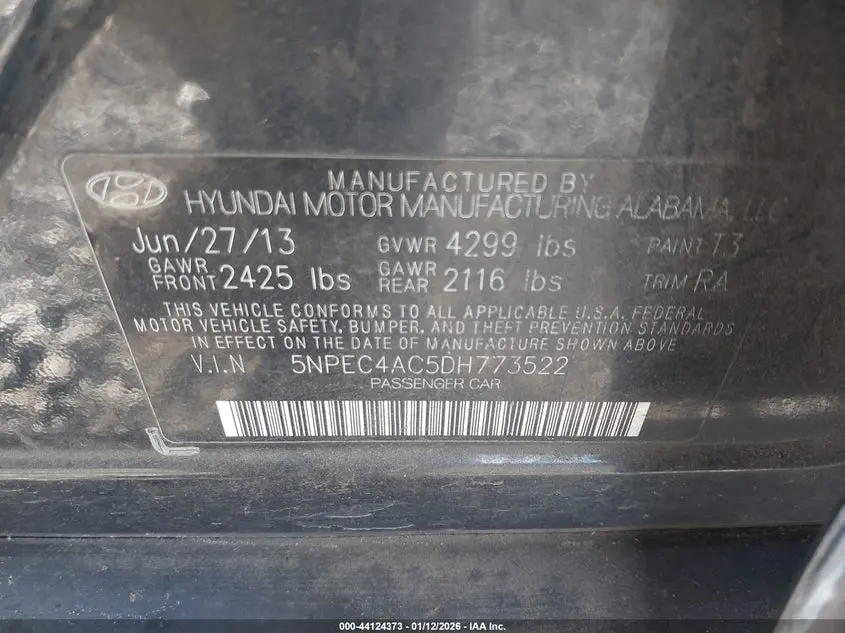 MANUFACTURED BY
HYUNDAI MOTOR MANUFACTURING ALABAMA, LLC
Jun/27/13 GVWR 4299 lbs PAINT T3
GAWR FRONT 2425 lbs GAWR REAR 2116 lbs TRIM RA
THIS VEHICLE CONFORMS TO ALL APPLICABLE U.S.A. FEDERAL
MOTOR VEHICLE SAFETY, BUMPER, AND THEFT PREVENTION STANDARDS
IN EFFECT ON THE DATE OF MANUFACTURE SHOWN ABOVE
V.I.N 5NPEC4AC5DH773522
PASSENGER CAR
000-44124373 - 01/12/2026 - IAA Inc.